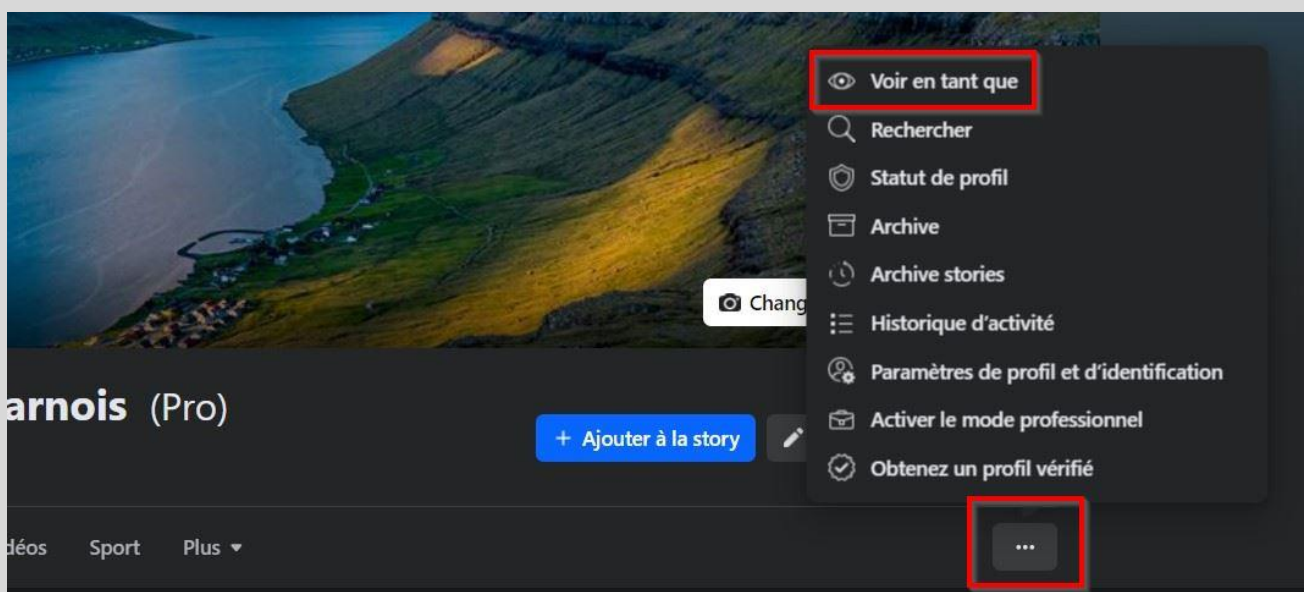 Voir en tant que
Rechercher
Statut de profil
Archive
Archive stories
Chang
Historique d'activité
Paramètres de profil et d'identification
arnois (Pro)
Activer le mode professionnel
+ Ajouter à la story
Obtenez un profil vérifié
déos Sport Plus